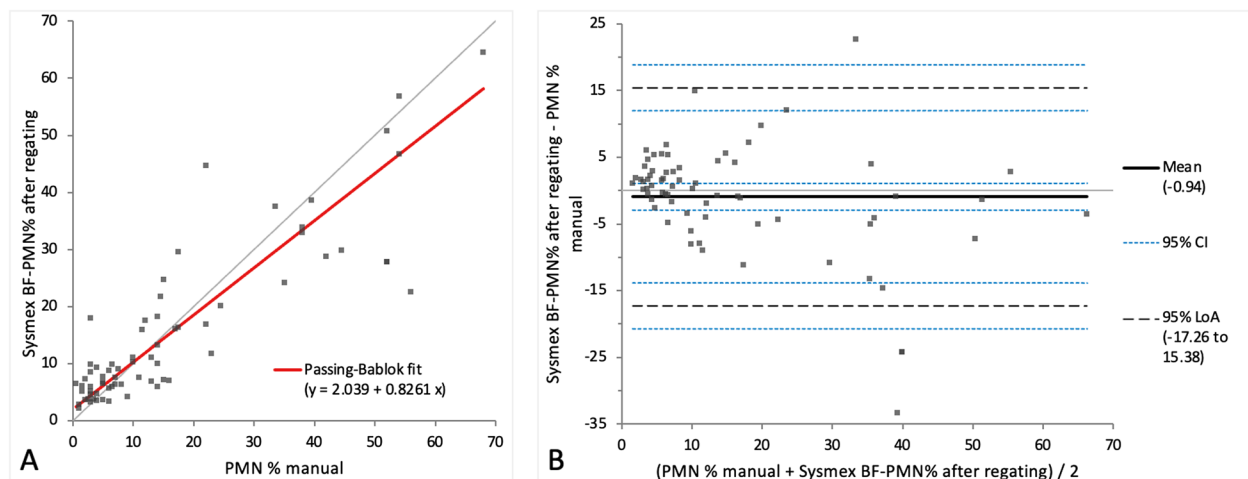 70
60
50
40
30
20
10
0
Sysmex BF-PMN% after regating
Passing-Bablok fit
(y = 2.039 + 0.8261 x)
0 10 20 30 40 50 60 70
PMN % manual
A
25
15
5
-5
-15
-25
-35
Sysmex BF-PMN% after regating - PMN %
manual
Mean
(-0.94)
95% CI
95% LoA
(-17.26 to
15.38)
0 10 20 30 40 50 60 70
(PMN % manual + Sysmex BF-PMN% after regating) / 2
B